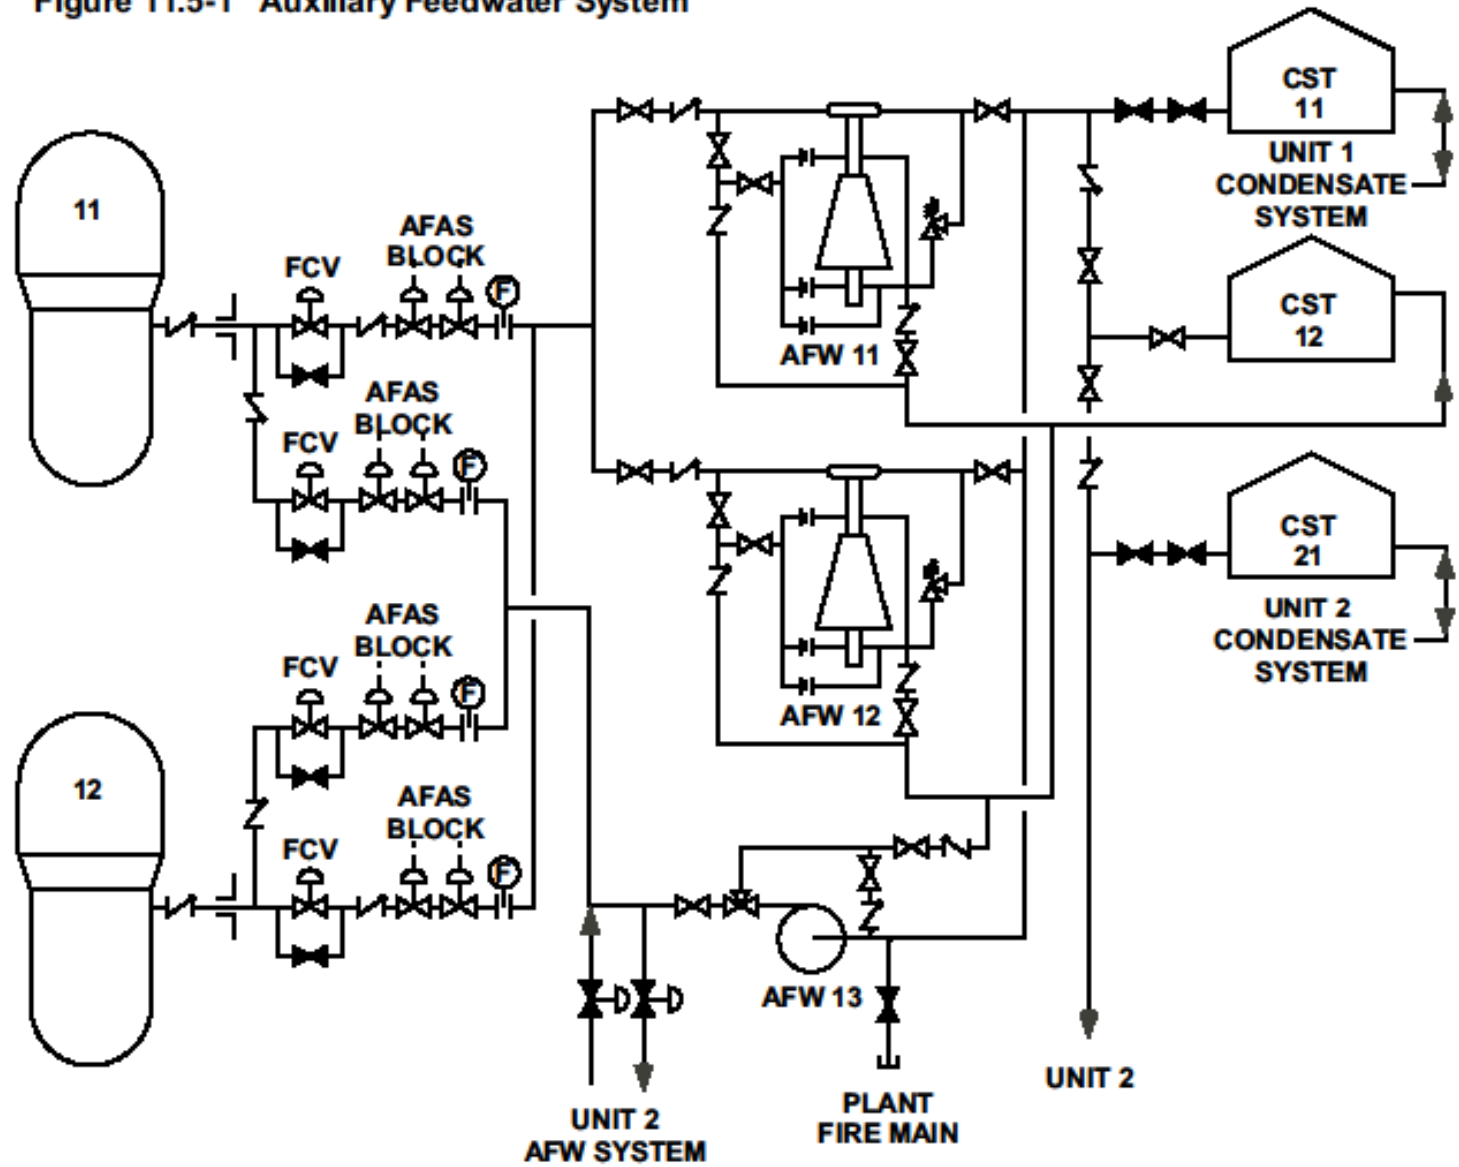 Figure 11.5-1 Auxiliary Feedwater System
CST
11
UNIT 1
CONDENSATE
SYSTEM
11
AFAS
BLOCK
FCV
F
CST
12
AFW 11
AFAS
BLOCK
FCV
F
CST
21
UNIT 2
CONDENSATE
SYSTEM
AFAS
BLOCK
FCV
F
AFW 12
12
AFAS
BLOCK
FCV
F
AFW 13
UNIT 2
PLANT
FIRE MAIN
UNIT 2
AFW SYSTEM